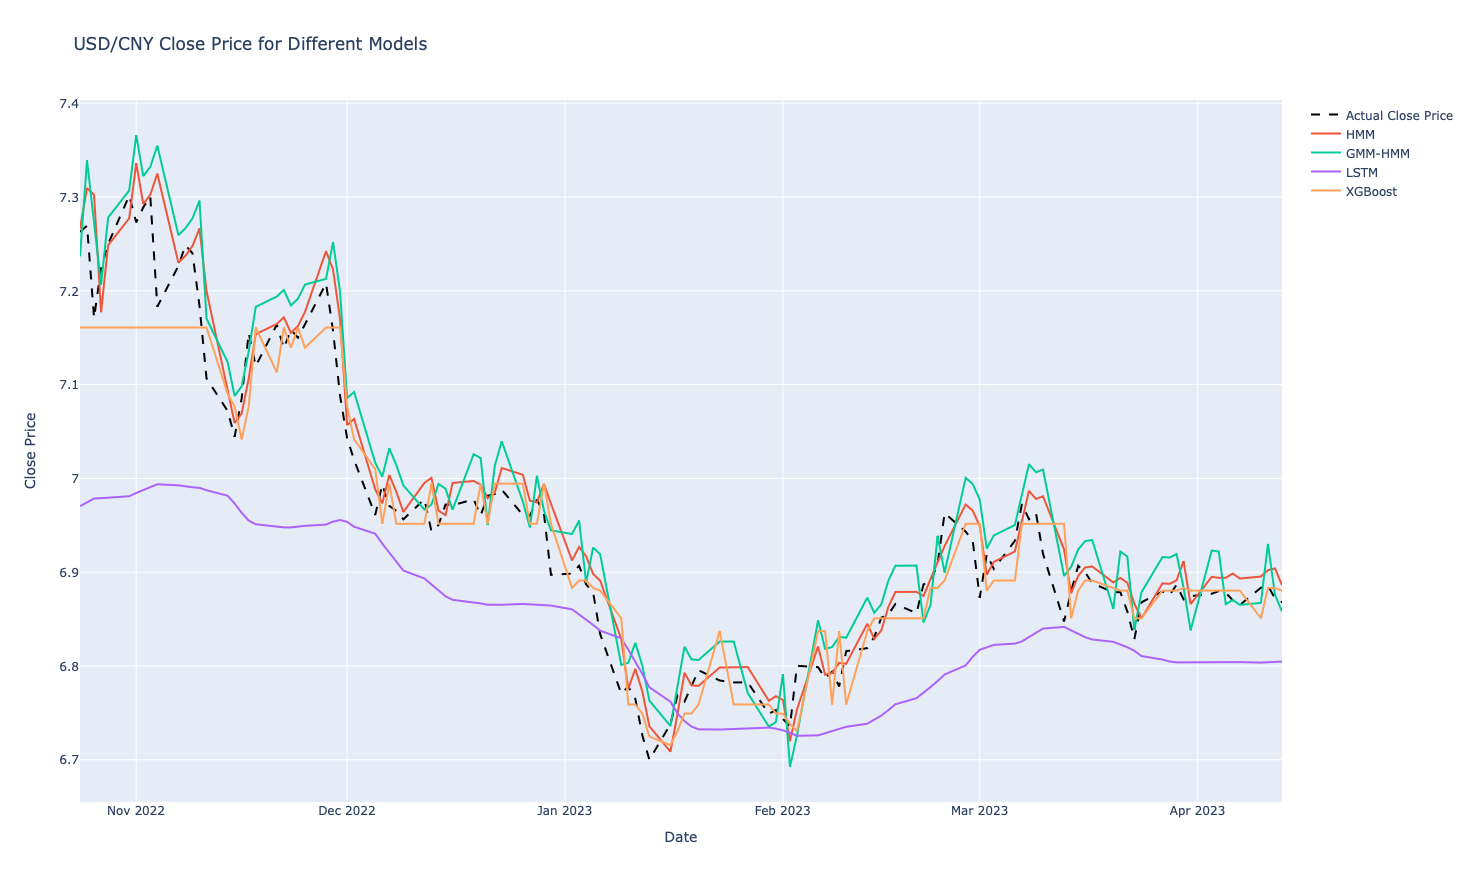 USD/CNY Close Price for Different Models
7.4
7.3
7.2
7.1
7
6.9
6.8
6.7
Close Price
Nov 2022
Dec 2022
Jan 2023
Feb 2023
Mar 2023
Apr 2023
Date
Actual Close Price
HMM
GMM-HMM
LSTM
XGBoost